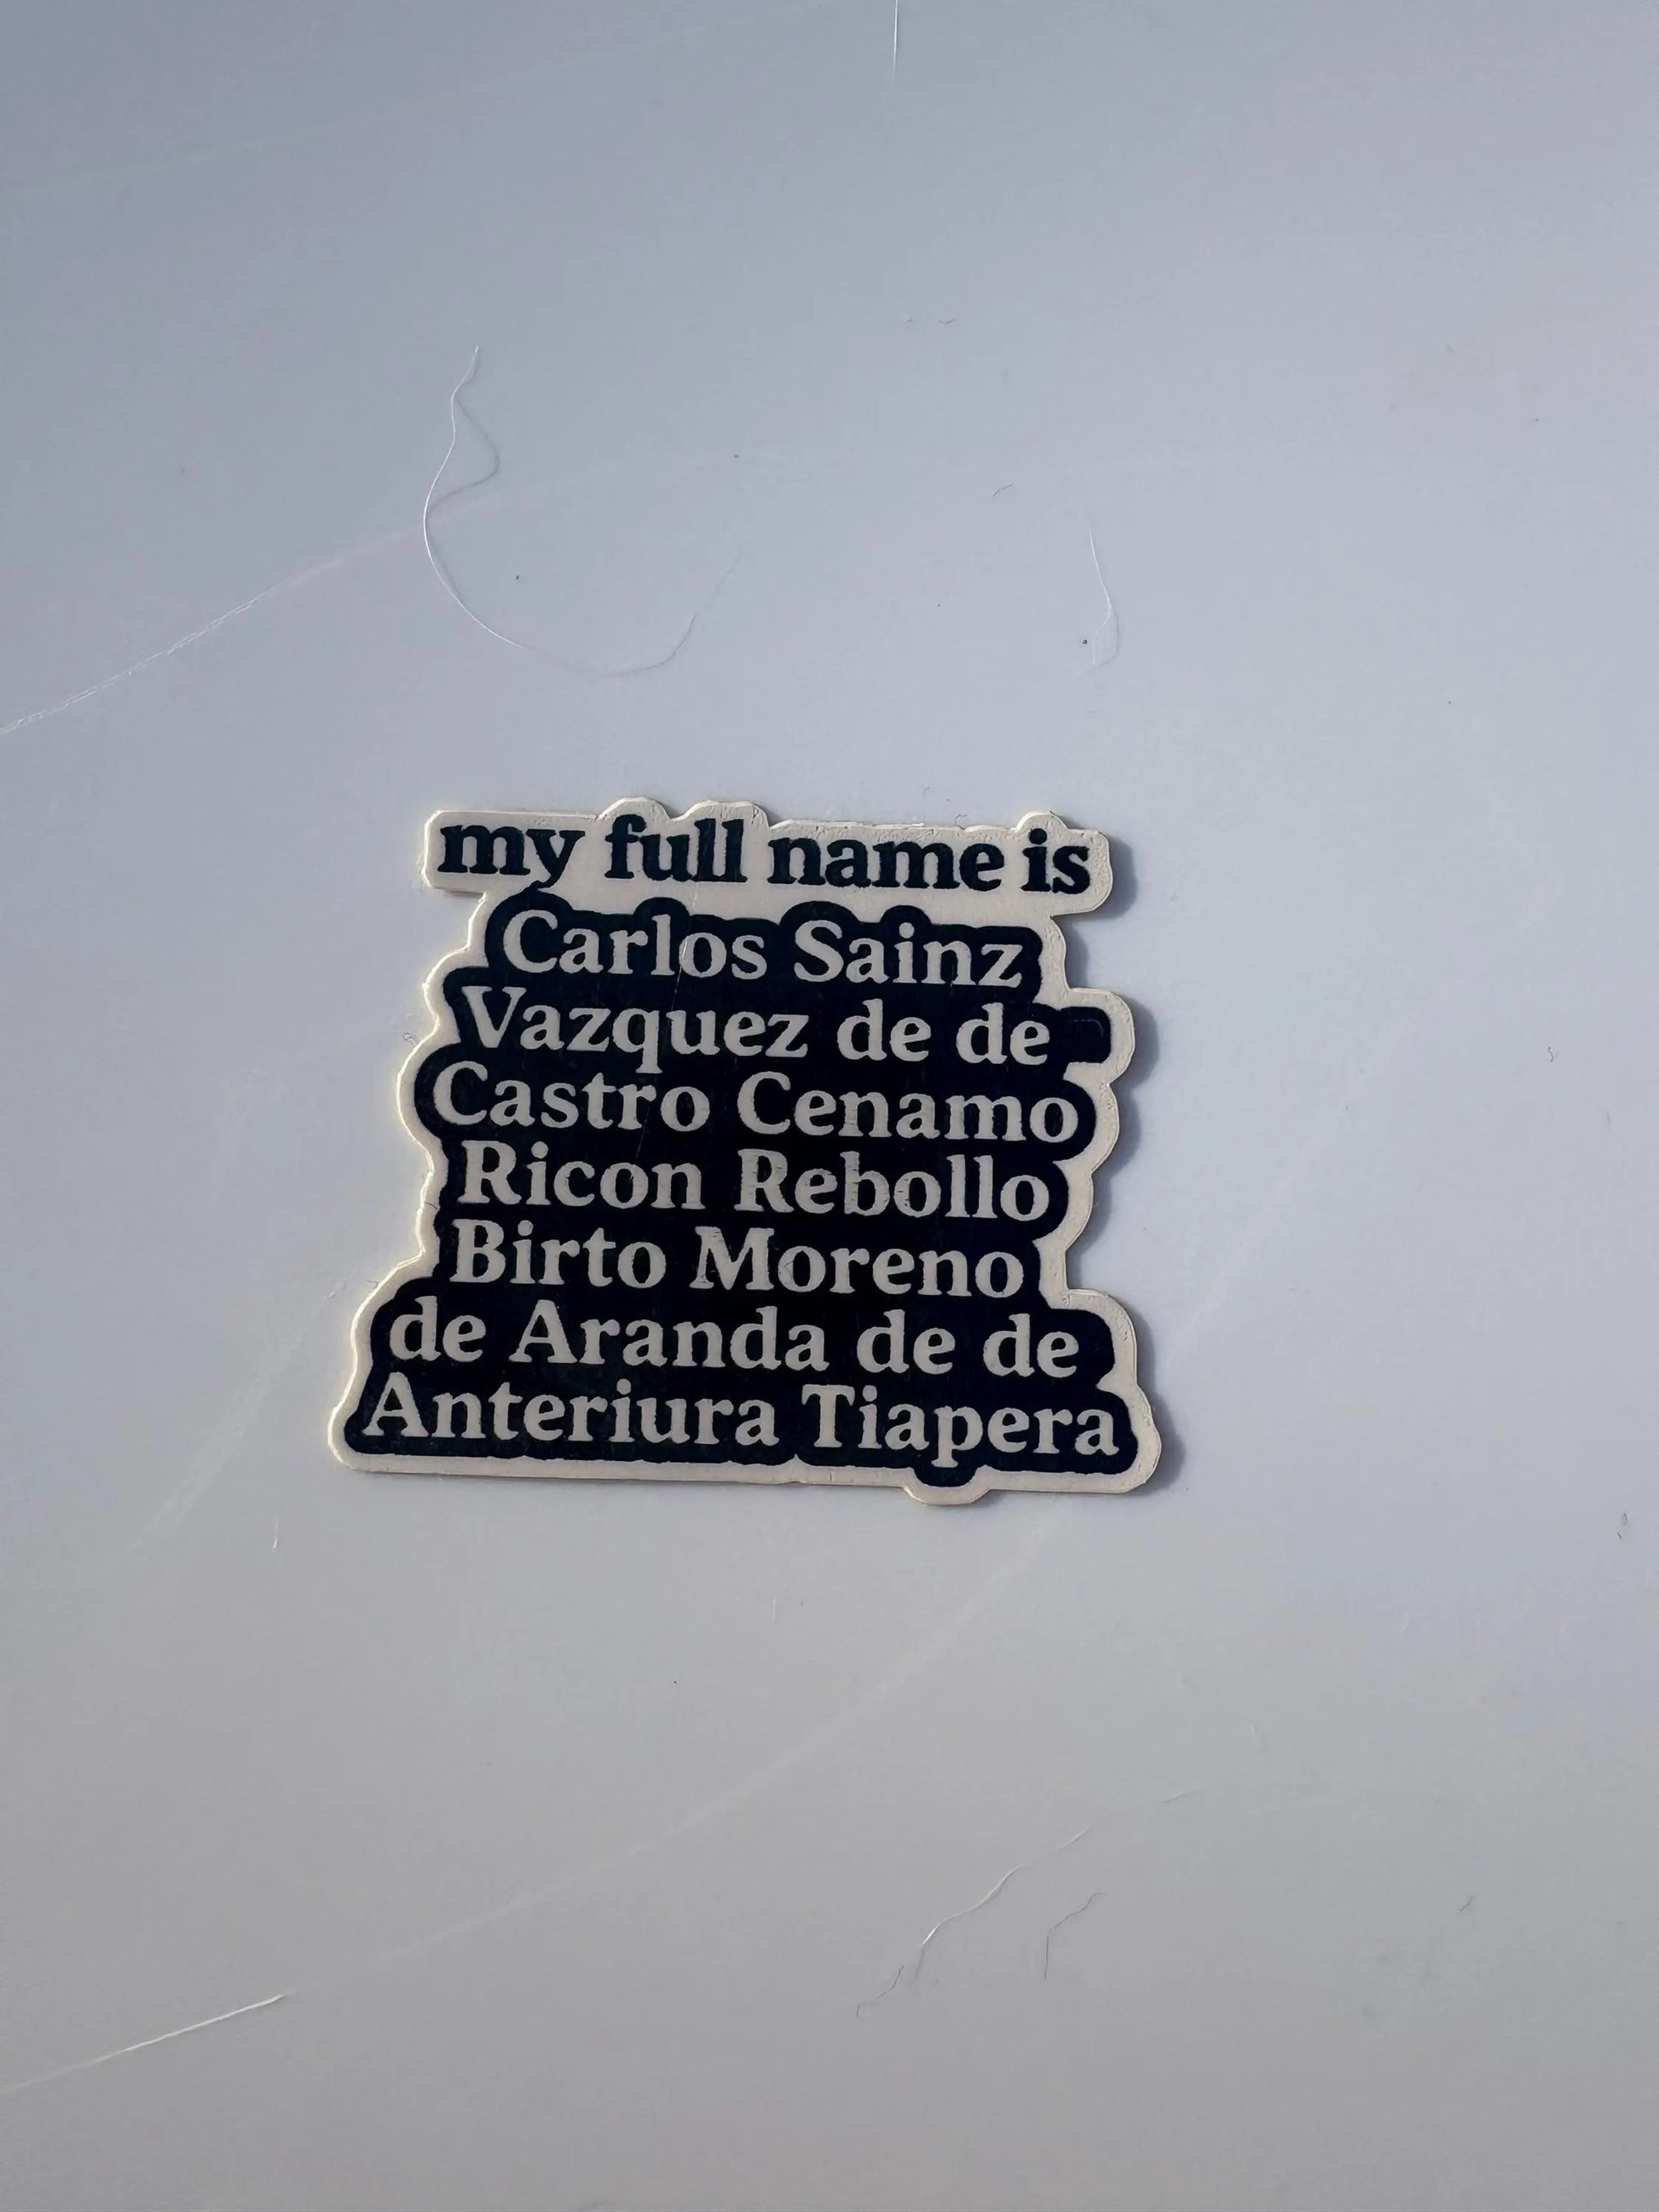 my full name is
Carlos Sainz
Vazquez de de
Castro Cenamo
Ricon Rebollo
Birto Moreno
de Aranda de de
Anteriura Tiapera